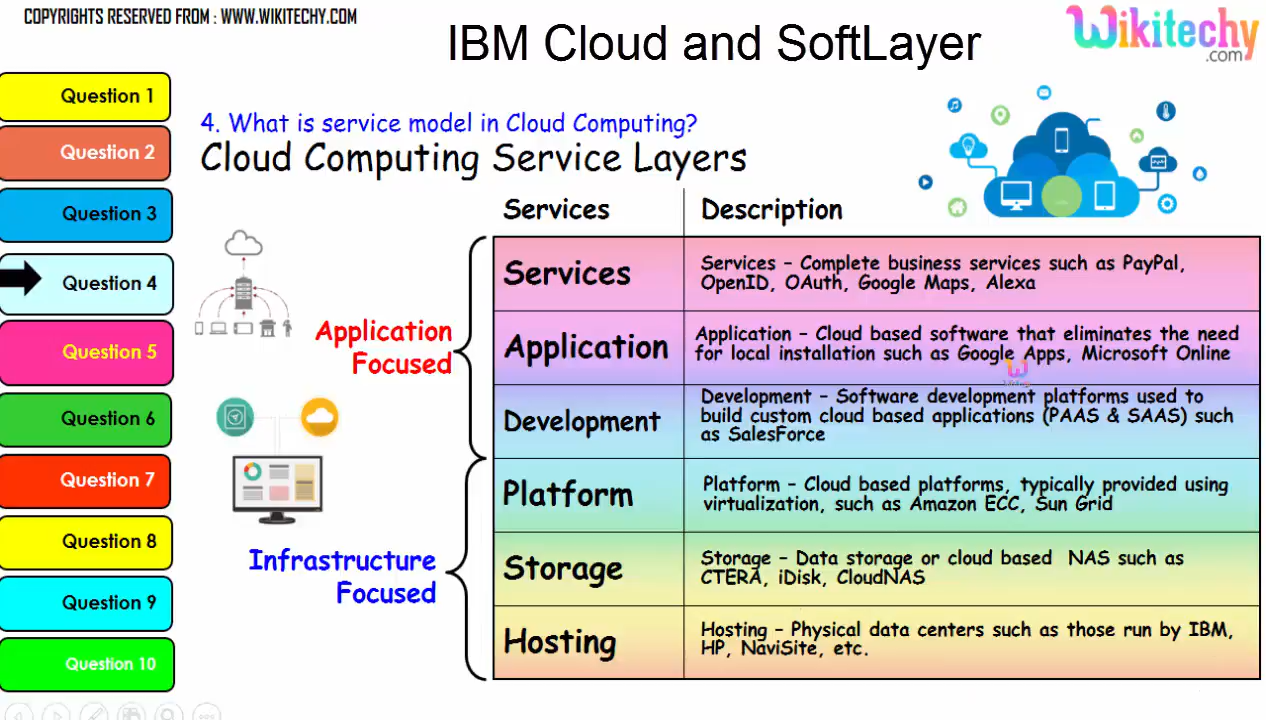 COPYRIGHTS RESERVED FROM : WWW.WIKITECHY.COM
IBM Cloud and SoftLayer
Wikitechy
.com
Question 1
Question 2
Question 3
Question 4
Question 5
Question 6
Question 7
Question 8
Question 9
Question 10
4. What is service model in Cloud Computing?
Cloud Computing Service Layers
Application
Focused
Infrastructure
Focused
Services
Description
Services
Services – Complete business services such as PayPal,
OpenID, OAuth, Google Maps, Alexa
Application
Application – Cloud based software that eliminates the need
for local installation such as Google Apps, Microsoft Online
Development
Development – Software development platforms used to
build custom cloud based applications (PAAS & SAAS) such
as SalesForce
Platform
Platform – Cloud based platforms, typically provided using
virtualization, such as Amazon ECC, Sun Grid
Storage
Storage – Data storage or cloud based NAS such as
CTERA, iDisk, CloudNAS
Hosting
Hosting – Physical data centers such as those run by IBM,
HP, NaviSite, etc.